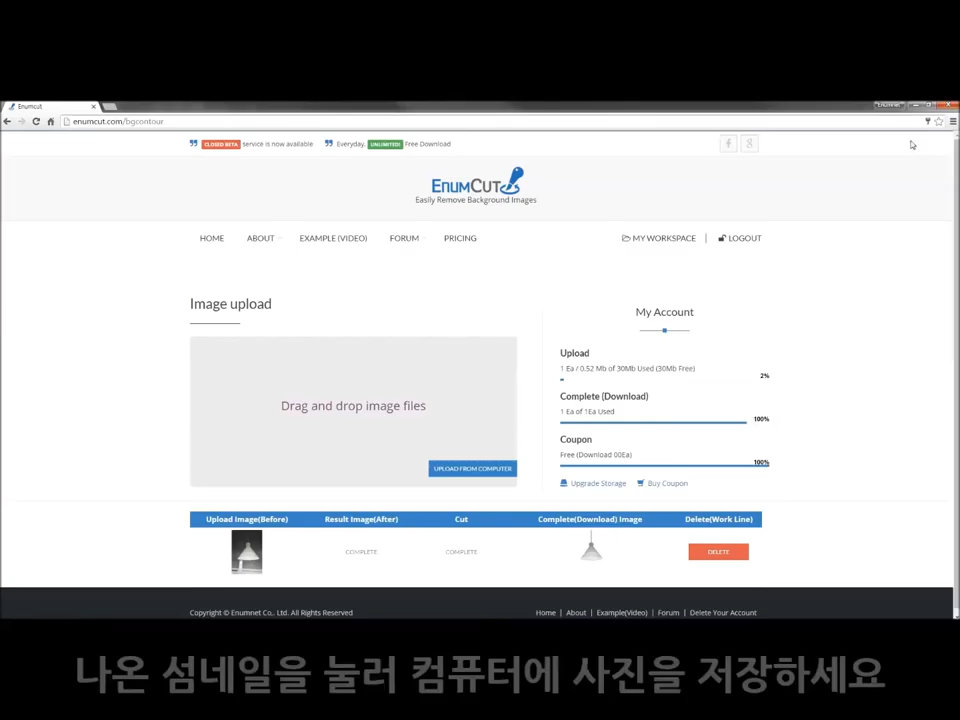 Enumcut
Enumnet
enumcut.com/bgcontour
CLOSED BETA service is now available Everyday, UNLIMITED! Free Download
ENUMCUT
Easily Remove Background Images
HOME ABOUT EXAMPLE (VIDEO) FORUM PRICING MY WORKSPACE | LOGOUT
Image upload
My Account
Drag and drop image files
UPLOAD FROM COMPUTER
Upload
1 Ea / 0.52 Mb of 30Mb Used (30Mb Free)
2%
Complete (Download)
1 Ea of 1Ea Used
100%
Coupon
Free (Download 00Ea)
100%
Upgrade Storage Buy Coupon
Upload Image(Before) Result Image(After) Cut Complete(Download) Image Delete(Work Line)
COMPLETE COMPLETE DELETE
Copyright © Enumnet Co,. Ltd. All Rights Reserved Home | About | Example(Video) | Forum | Delete Your Account
나온 섬네일을 눌러 컴퓨터에 사진을 저장하세요